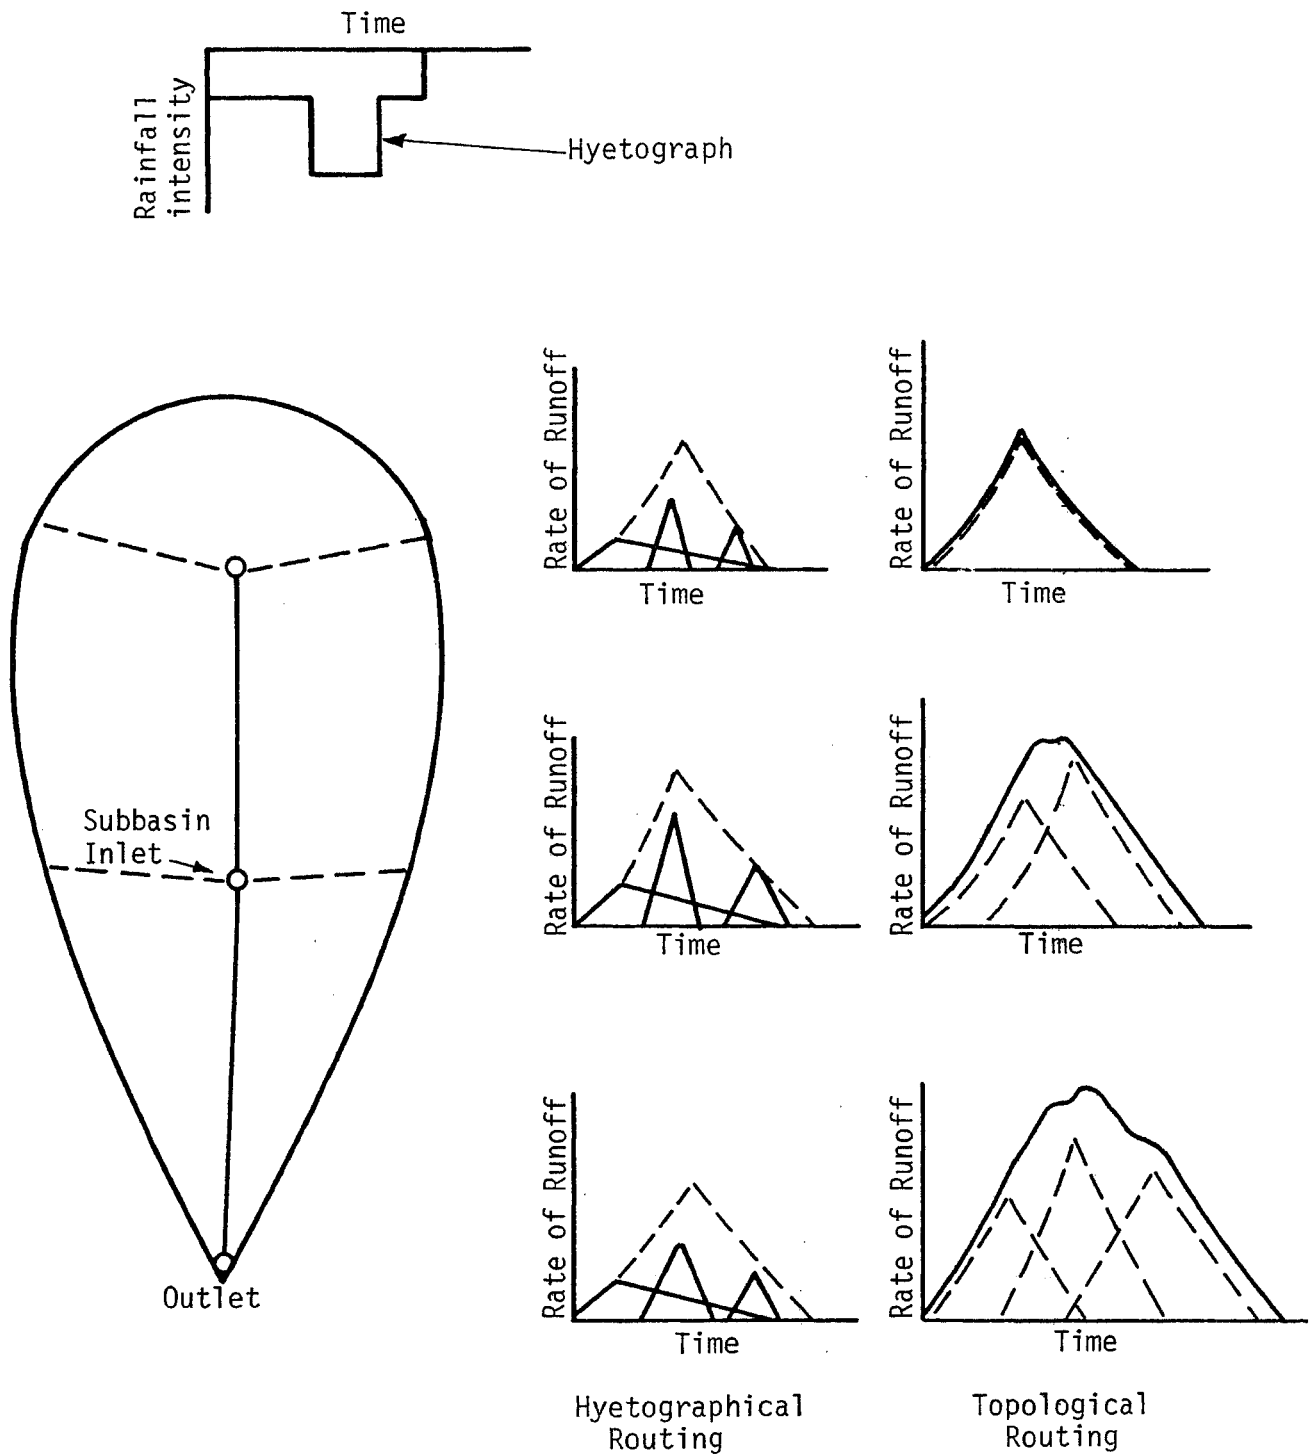 Time
Rainfall
intensity
Hyetograph
Rate of Runoff
Time
Rate of Runoff
Time
Subbasin
Inlet
Rate of Runoff
Time
Rate of Runoff
Time
Rate of Runoff
Time
Rate of Runoff
Time
Outlet
Hyetographical
Routing
Topological
Routing